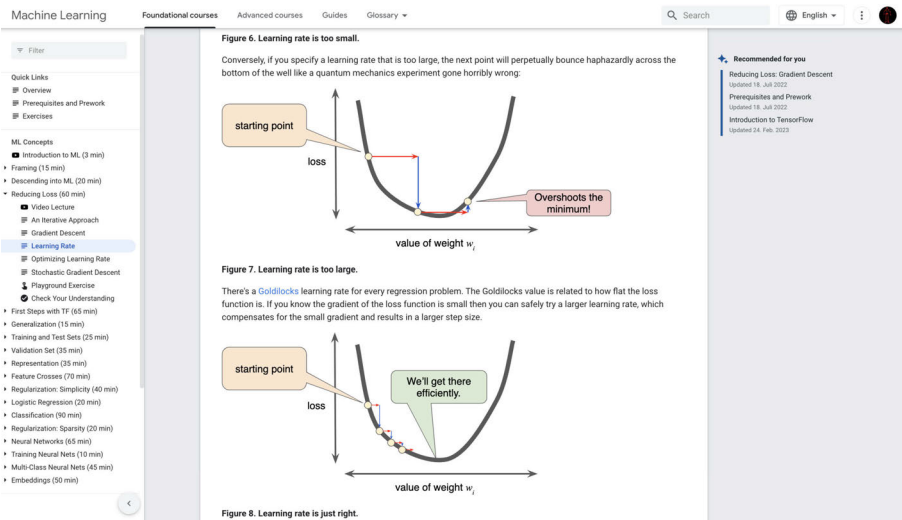 Machine Learning
Foundational courses
Advanced courses
Guides
Glossary
Search
English
Filter
Quick Links
Overview
Prerequisites and Prework
Exercises
ML Concepts
Introduction to ML (3 min)
Framing (15 min)
Descending into ML (20 min)
Reducing Loss (60 min)
Video Lecture
An Iterative Approach
Gradient Descent
Learning Rate
Optimizing Learning Rate
Stochastic Gradient Descent
Playground Exercise
Check Your Understanding
First Steps with TF (65 min)
Generalization (15 min)
Training and Test Sets (25 min)
Validation Set (35 min)
Representation (35 min)
Feature Crosses (70 min)
Regularization: Simplicity (40 min)
Logistic Regression (20 min)
Classification (90 min)
Regularization: Sparsity (20 min)
Neural Networks (65 min)
Training Neural Nets (10 min)
Multi-Class Neural Nets (45 min)
Embeddings (50 min)
Figure 6. Learning rate is too small.
Conversely, if you specify a learning rate that is too large, the next point will perpetually bounce haphazardly across the
bottom of the well like a quantum mechanics experiment gone horribly wrong:
starting point
loss
Overshoots the
minimum!
value of weight wi
Figure 7. Learning rate is too large.
There's a Goldilocks learning rate for every regression problem. The Goldilocks value is related to how flat the loss
function is. If you know the gradient of the loss function is small then you can safely try a larger learning rate, which
compensates for the small gradient and results in a larger step size.
starting point
We'll get there
efficiently.
loss
value of weight wi
Figure 8. Learning rate is just right.
Recommended for you
Reducing Loss: Gradient Descent
Updated 18. Juli 2022
Prerequisites and Prework
Updated 18. Juli 2022
Introduction to TensorFlow
Updated 24. Feb. 2023